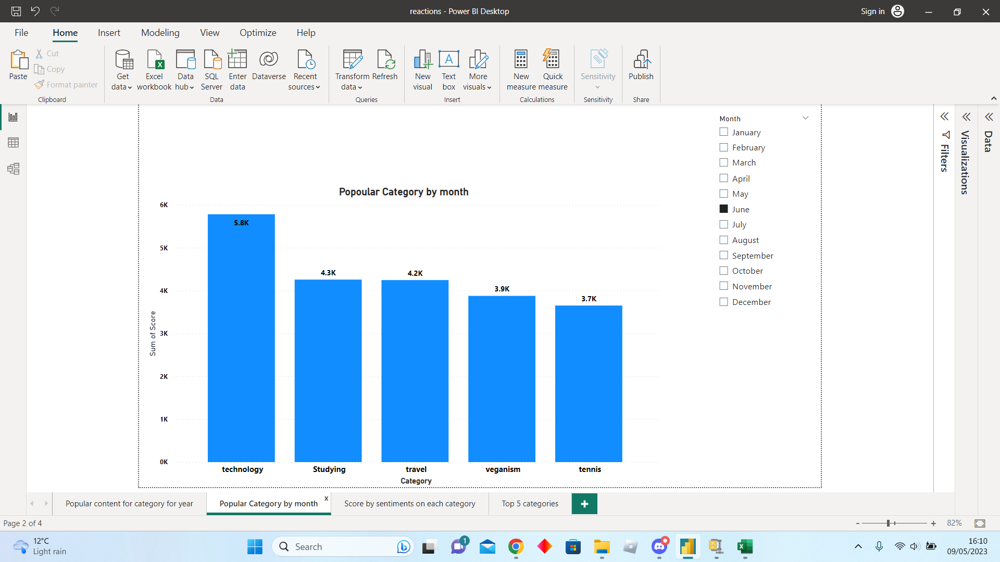 reactions - Power BI Desktop
Sign in
File Home Insert Modeling View Optimize Help
Paste
Cut
Copy
Format painter
Clipboard
Get data
Excel workbook
Data hub
SQL Server
Enter data
Dataverse
Recent sources
Data
Transform data
Refresh
Queries
New visual
Text box
More visuals
Insert
New measure
Quick measure
Calculations
Sensitivity
Sensitivity
Publish
Share
Popoular Category by month
Sum of Score
6K
5K
4K
3K
2K
1K
0K
5.8K
4.3K
4.2K
3.9K
3.7K
technology Studying travel veganism tennis
Category
Month
January
February
March
April
May
June
July
August
September
October
November
December
Filters
Visualizations
Data
Popular content for category for year
Popular Category by month
x
Score by sentiments on each category
Top 5 categories
+
Page 2 of 4
- + 82%
12°C
Light rain
Search
1
16:10
09/05/2023